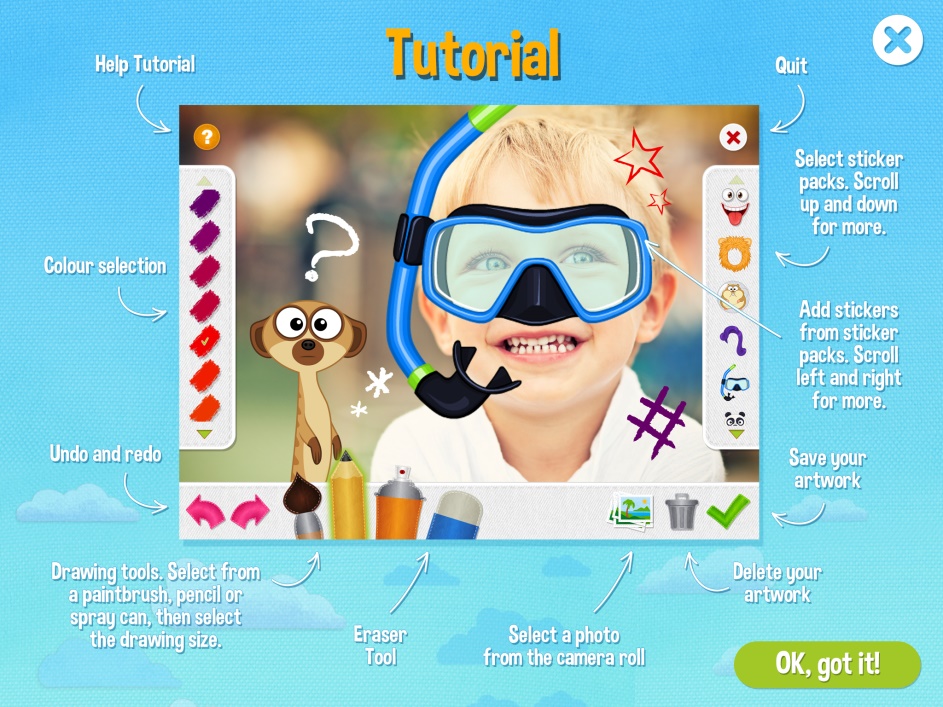 Tutorial
Help Tutorial
Quit
?
Select sticker
packs. Scroll
up and down
for more.
?
Colour selection
Add stickers
from sticker
packs. Scroll
left and right
for more.
**
#
Undo and redo
Save your
artwork
Drawing tools. Select from
a paintbrush, pencil or
spray can, then select
the drawing size.
Eraser
Tool
Select a photo
from the camera roll
Delete your
artwork
OK, got it!